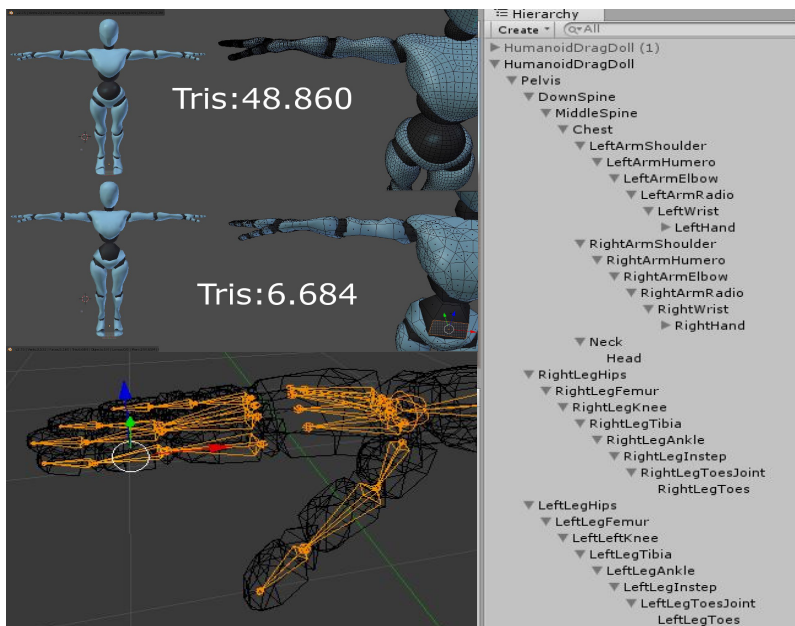 Tris:48.860
Tris:6.684
Hierarchy
Create
All
HumanoidDragDoll (1)
HumanoidDragDoll
Pelvis
DownSpine
MiddleSpine
Chest
LeftArmShoulder
LeftArmHumero
LeftArmElbow
LeftArmRadio
LeftWrist
LeftHand
RightArmShoulder
RightArmHumero
RightArmElbow
RightArmRadio
RightWrist
RightHand
Neck
Head
RightLegHips
RightLegFemur
RightLegKnee
RightLegTibia
RightLegAnkle
RightLegInstep
RightLegToesJoint
RightLegToes
LeftLegHips
LeftLegFemur
LeftLeftKnee
LeftLegTibia
LeftLegAnkle
LeftLegInstep
LeftLegToesJoint
LeftLegToes